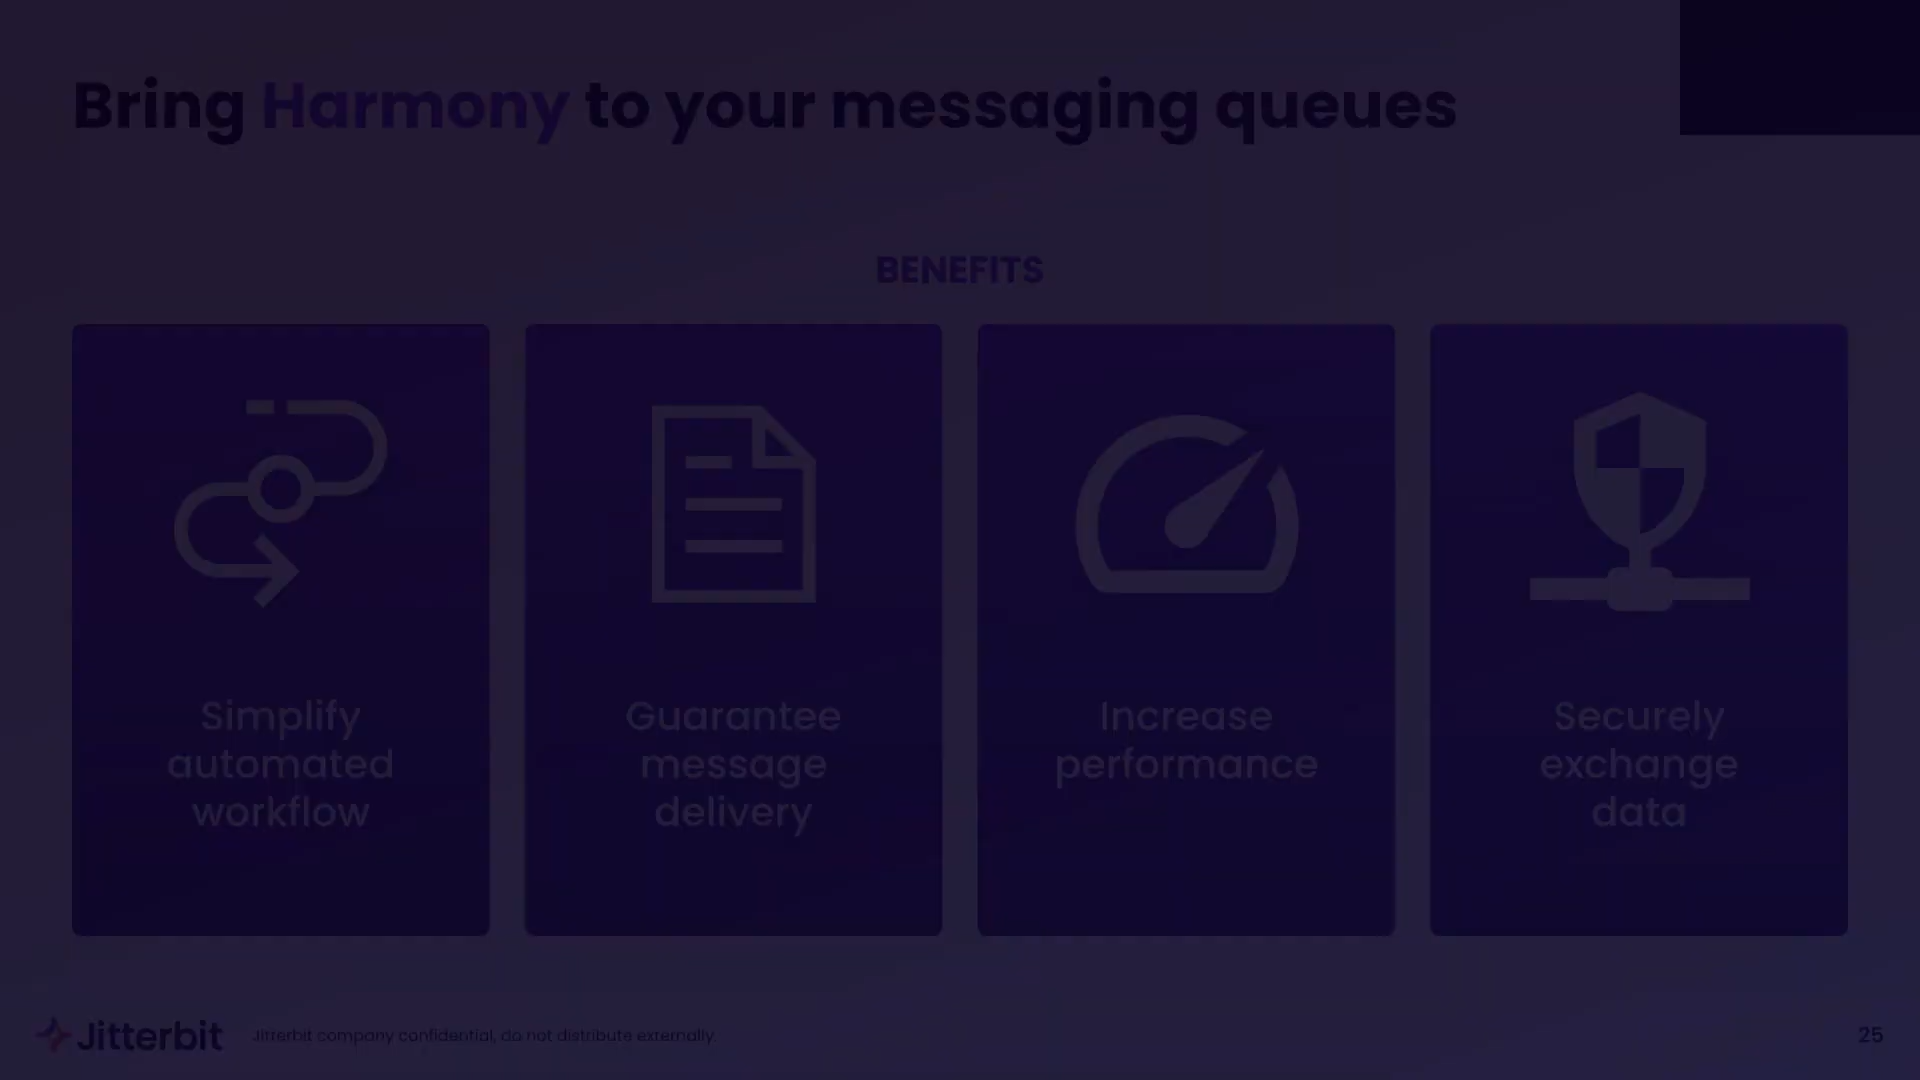 Bring Harmony to your messaging queues
BENEFITS
Simplify
automated
workflow
Guarantee
message
delivery
Increase
performance
Securely
exchange
data
Jitterbit
Jitterbit company confidential, do not distribute externally
25